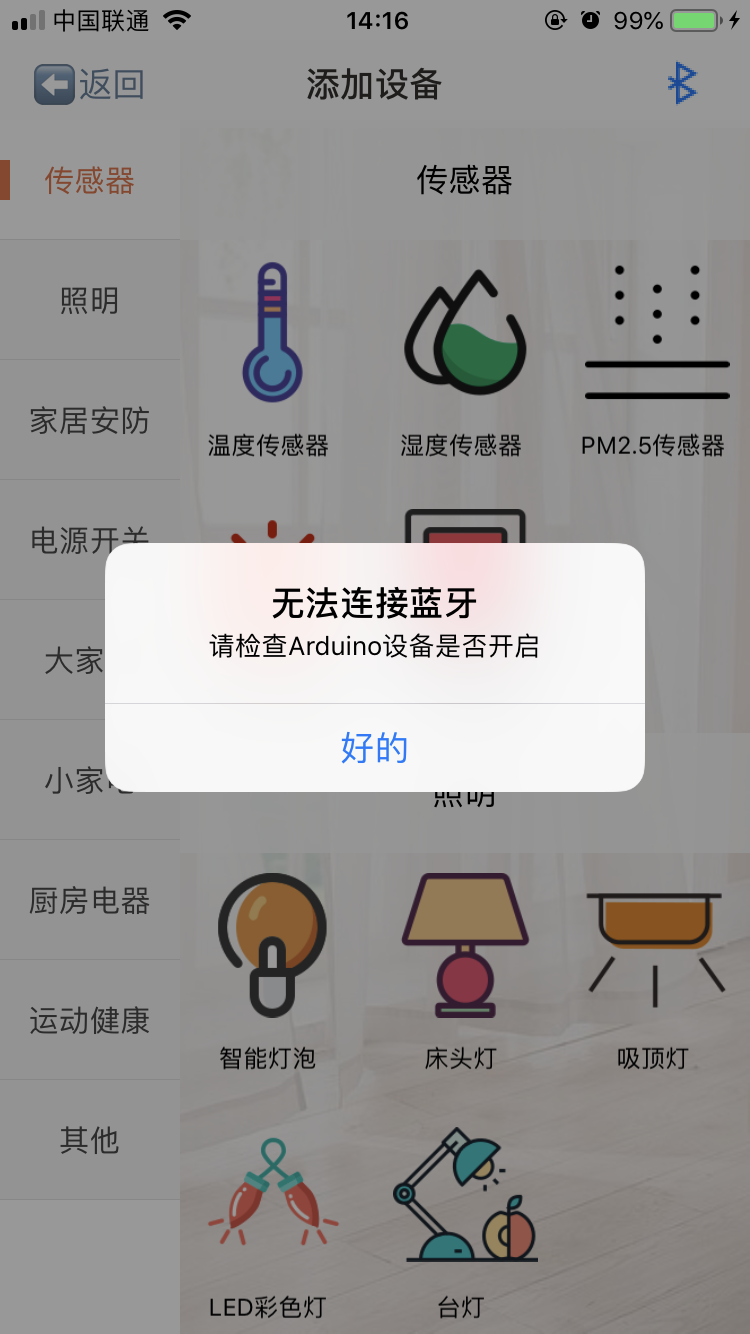 中国联通
14:16
99%
返回
添加设备
传感器
照明
家居安防
电源开关
大家
小家电
厨房电器
运动健康
其他
传感器
温度传感器
湿度传感器
PM2.5传感器
无法连接蓝牙
请检查Arduino设备是否开启
好的
照明
智能灯泡
床头灯
吸顶灯
LED彩色灯
台灯